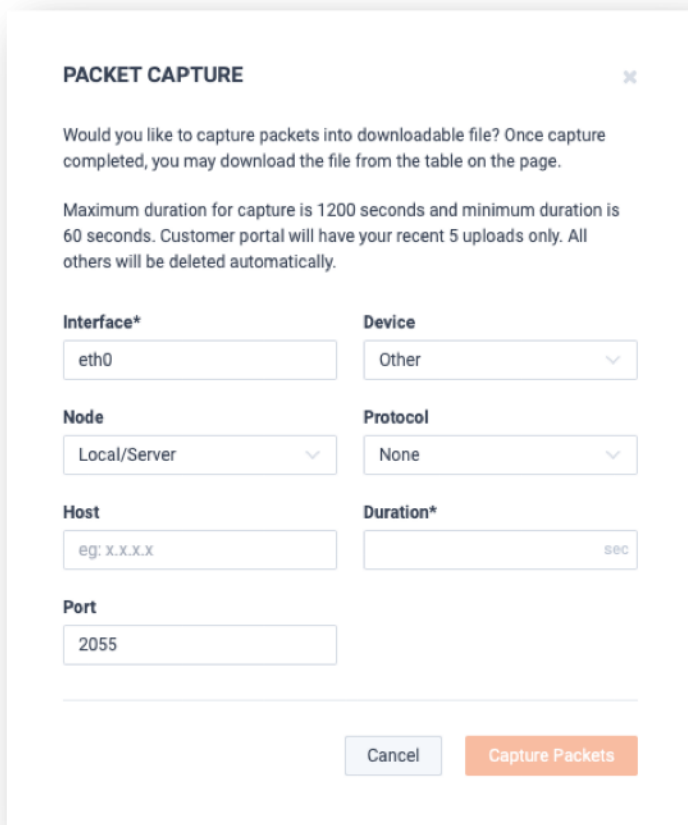 PACKET CAPTURE
Would you like to capture packets into downloadable file? Once capture
completed, you may download the file from the table on the page.
Maximum duration for capture is 1200 seconds and minimum duration is
60 seconds. Customer portal will have your recent 5 uploads only. All
others will be deleted automatically.
Interface* Device
eth0 Other
Node Protocol
Local/Server None
Host Duration*
eg: x.x.x.x sec
Port
2055
Cancel Capture Packets